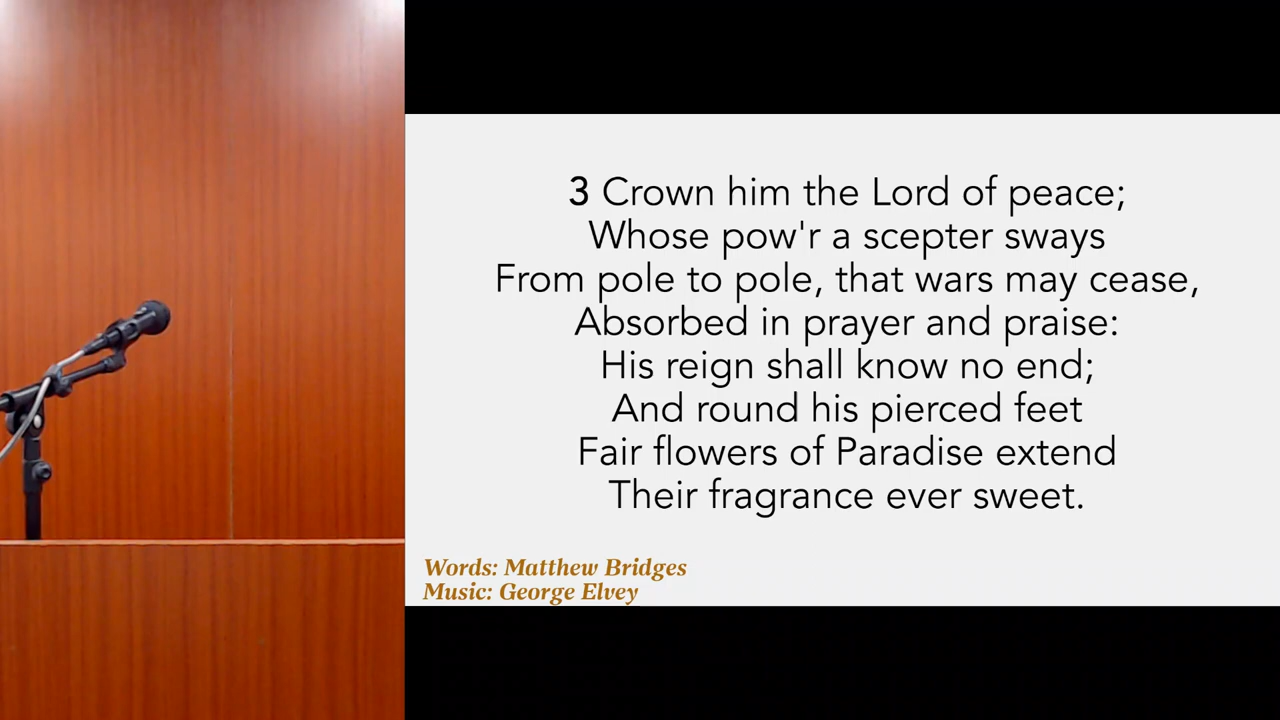 3 Crown him the Lord of peace;
Whose pow'r a scepter sways
From pole to pole, that wars may cease,
Absorbed in prayer and praise:
His reign shall know no end;
And round his pierced feet
Fair flowers of Paradise extend
Their fragrance ever sweet.
Words: Matthew Bridges
Music: George Elvey